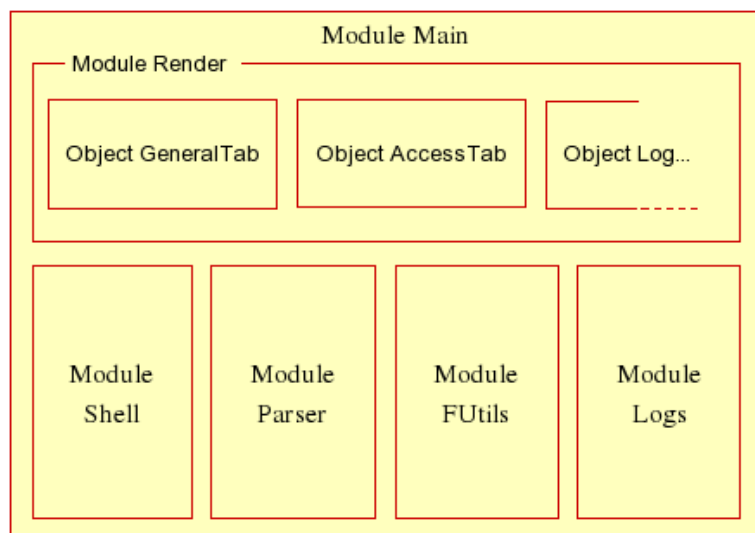 Module Main
Module Render
Object GeneralTab
Object AccessTab
Object Log...
Module
Shell
Module
Parser
Module
FUtils
Module
Logs